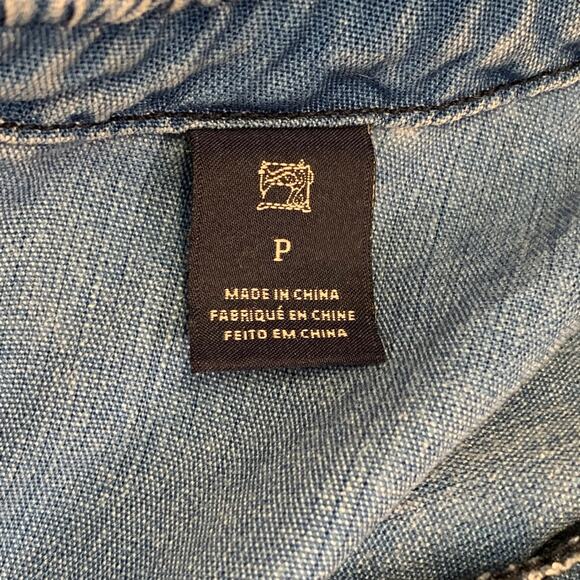 P
MADE IN CHINA
FABRIQUÉ EN CHINE
FEITO EM CHINA